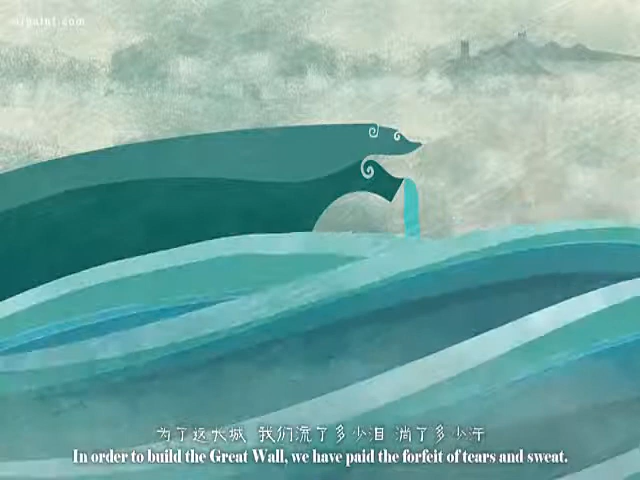 为了这长城 我们流了多少泪 淌了多少汗
In order to build the Great Wall, we have paid the forfeit of tears and sweat.